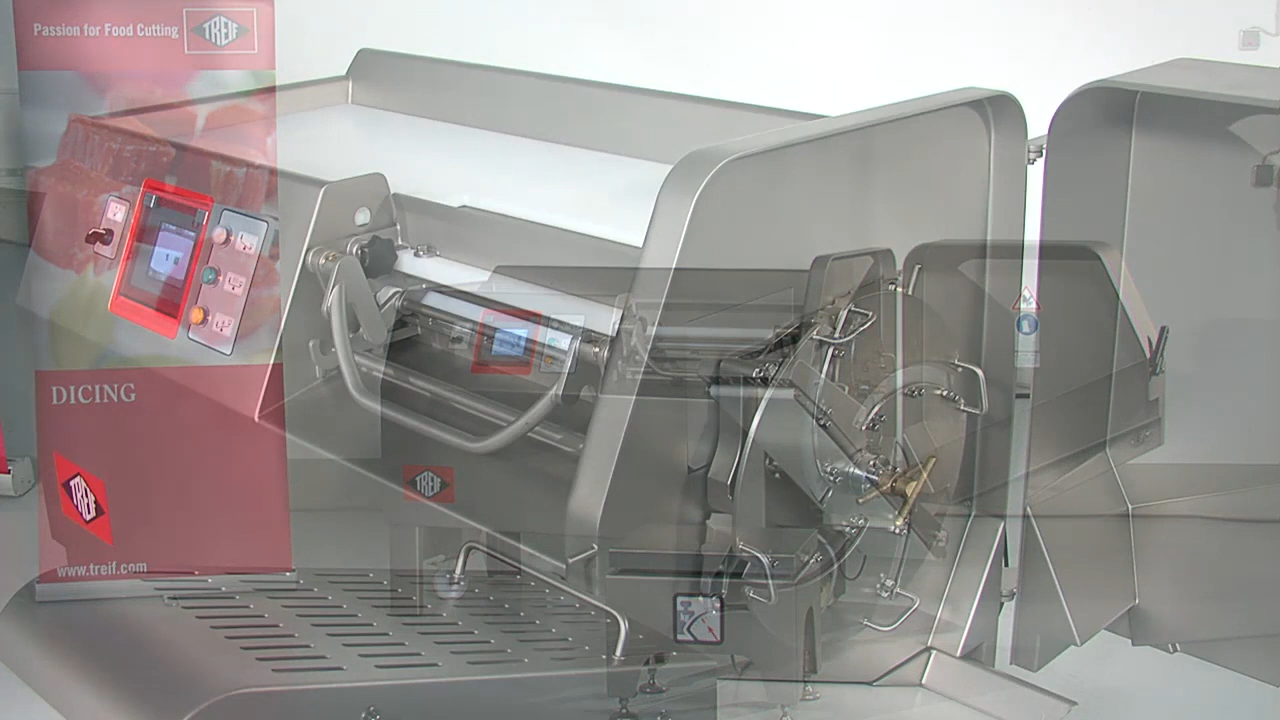 Passion for Food Cutting
TREIF
DICING
TREIF
www.treif.com
TREIF